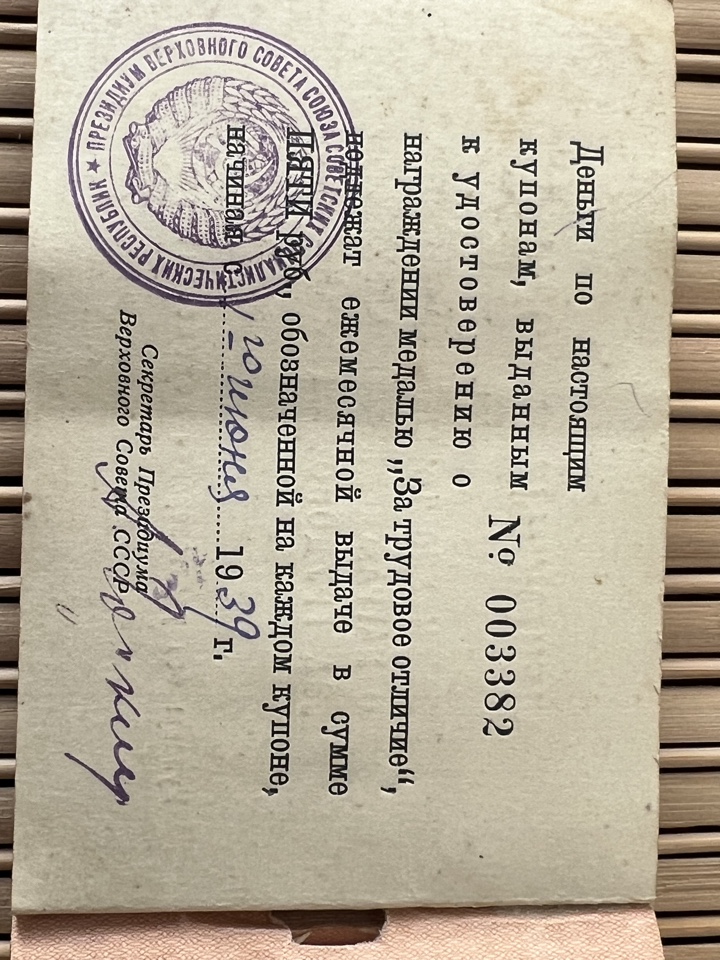 Деньги по настоящим
купонам, выданным
к удостоверению о № 003382
награждении медалью „За трудовое отличие“,
подлежат ежемесячной выдаче в сумме
ПЯТИ руб., обозначенной на каждом купоне,
начиная с 1-го июня 1939 г.
Секретарь Президиума
Верховного Совета СССР
ПРЕЗИДИУМ ВЕРХОВНОГО СОВЕТА СОЮЗА СОВЕТСКИХ СОЦИАЛИСТИЧЕСКИХ РЕСПУБЛИК ★